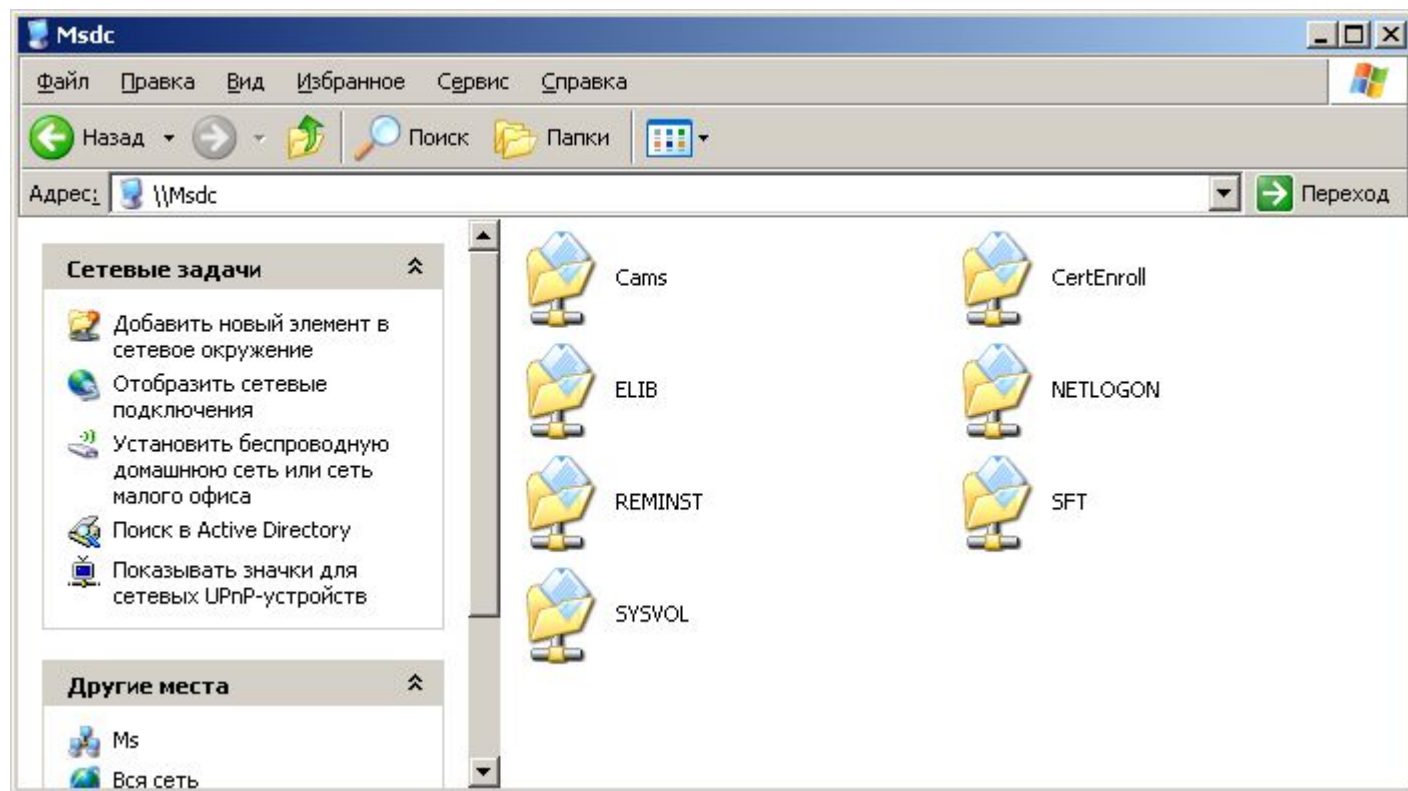 Msdc
Файл Правка Вид Избранное Сервис Справка
Назад Поиск Папки
Адрес: \\Msdc Переход
Сетевые задачи
Добавить новый элемент в
сетевое окружение
Отобразить сетевые
подключения
Установить беспроводную
домашнюю сеть или сеть
малого офиса
Поиск в Active Directory
Показывать значки для
сетевых UPnP-устройств
Другие места
Ms
Вся сеть
Cams
CertEnroll
ELIB
NETLOGON
REMINST
SFT
SYSVOL